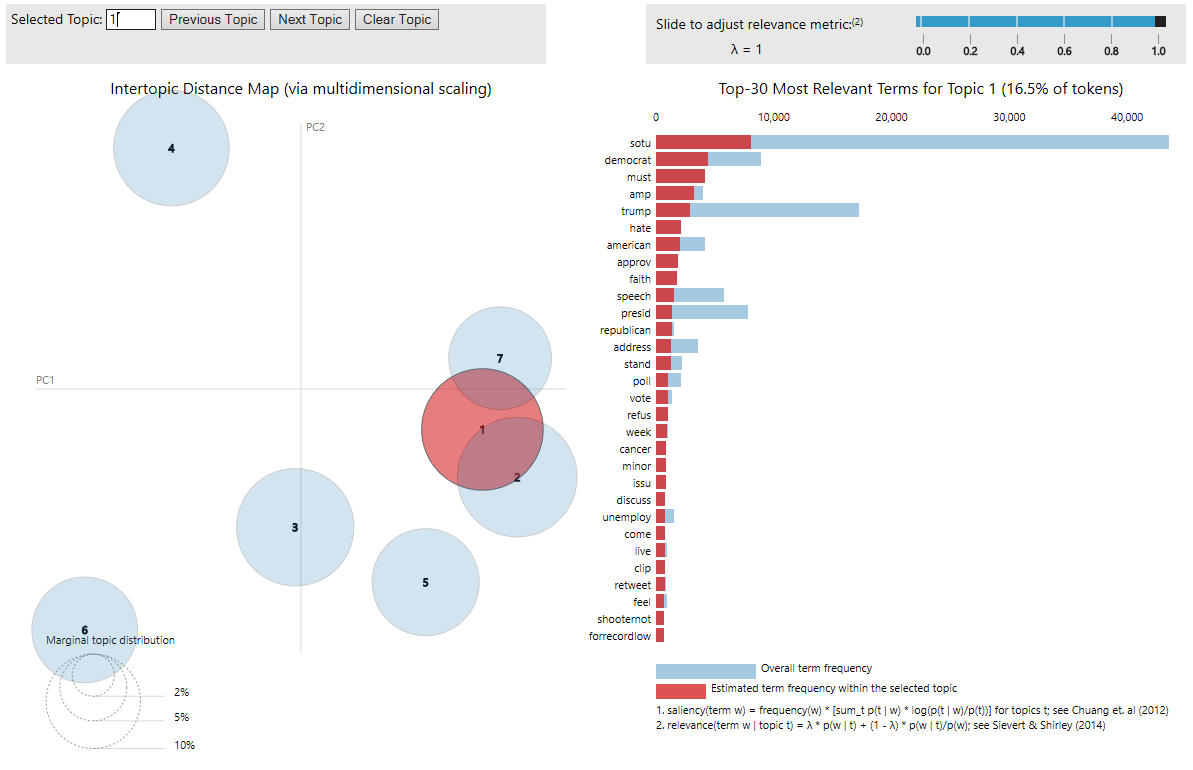 Selected Topic: 1 Previous Topic Next Topic Clear Topic
Slide to adjust relevance metric:(2)
λ = 1
0.0 0.2 0.4 0.6 0.8 1.0
Intertopic Distance Map (via multidimensional scaling)
PC2
PC1
4
7
1
2
3
5
6
Marginal topic distribution
2%
5%
10%
Top-30 Most Relevant Terms for Topic 1 (16.5% of tokens)
0 10,000 20,000 30,000 40,000
sotu
democrat
must
amp
trump
hate
american
approv
faith
speech
presid
republican
address
stand
poll
vote
refus
week
cancer
minor
issu
discuss
unemploy
come
live
clip
retweet
feel
shooternot
forrecordlow
Overall term frequency
Estimated term frequency within the selected topic
1. saliency(term w) = frequency(w) * [sum_t p(t | w) * log(p(t | w)/p(t))] for topics t; see Chuang et. al (2012)
2. relevance(term w | topic t) = λ * p(w | t) + (1 - λ) * p(w | t)/p(w); see Sievert & Shirley (2014)